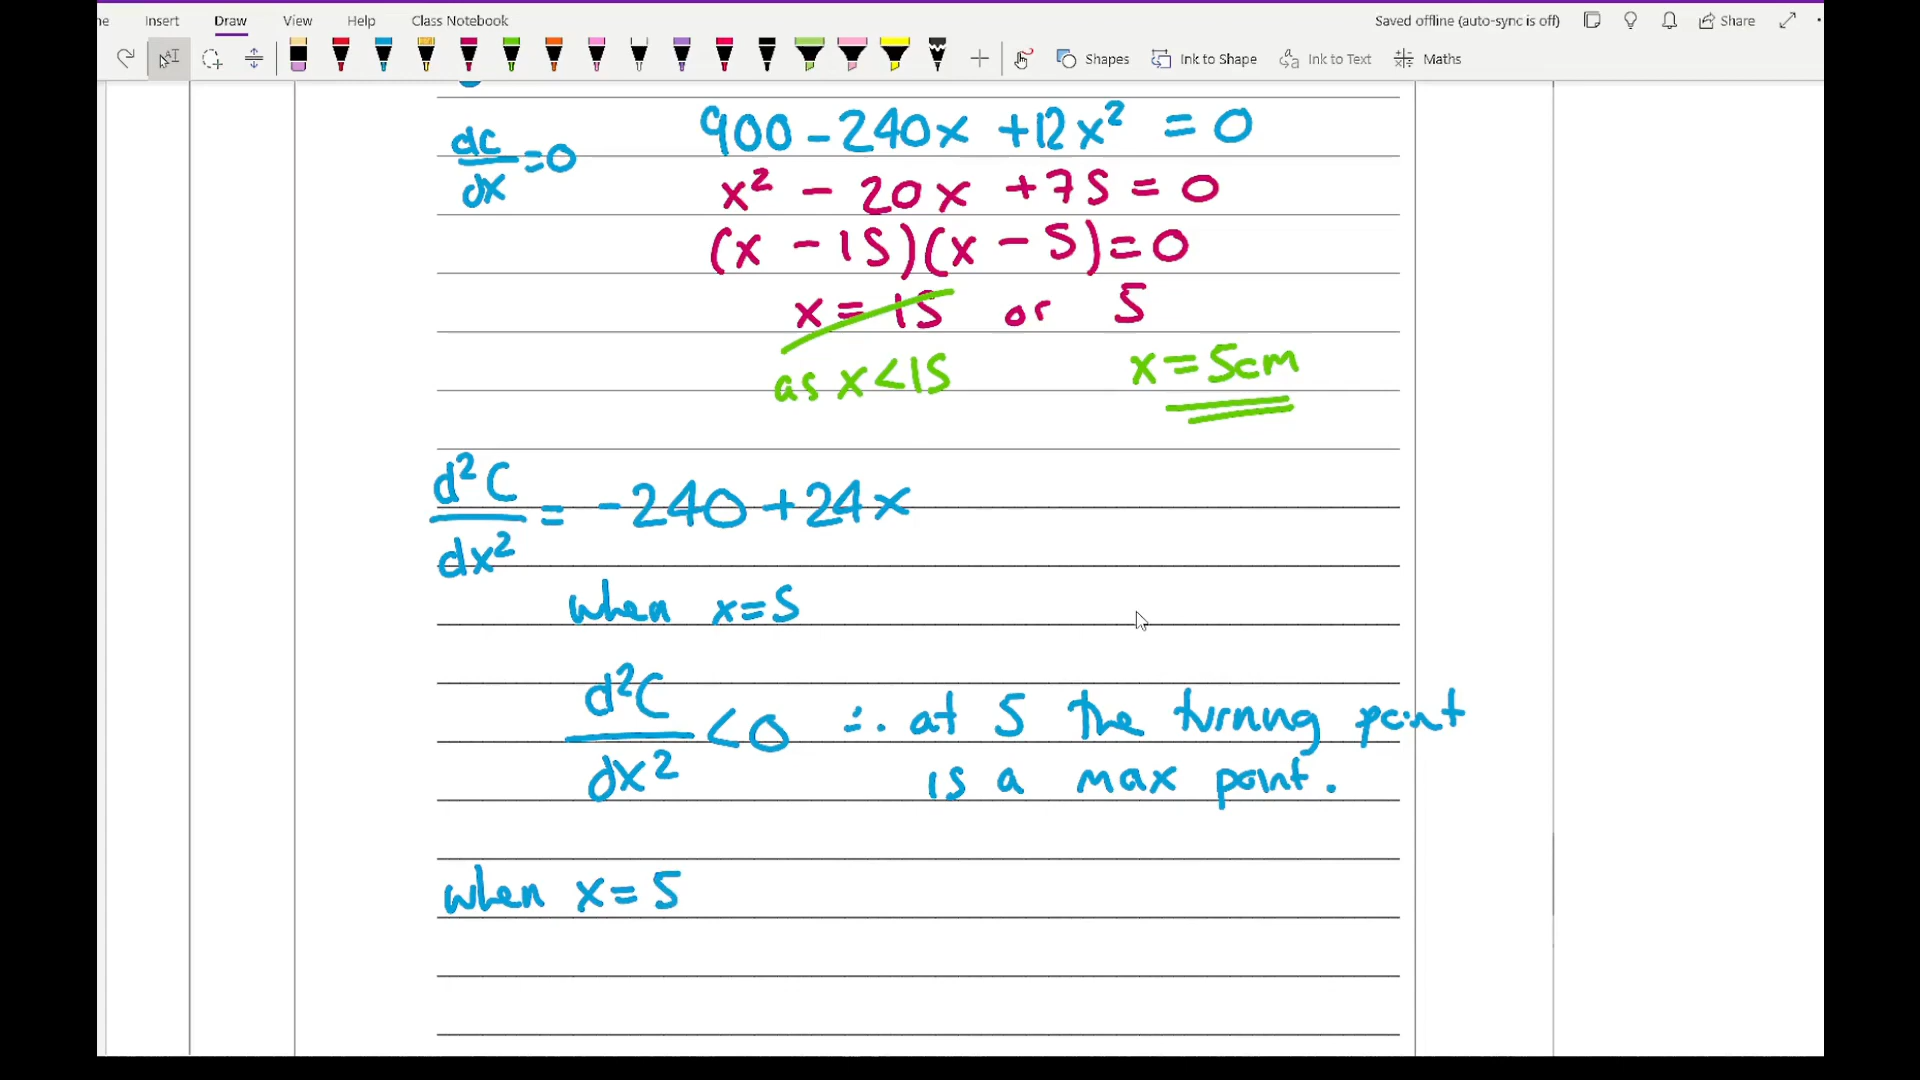 ne Insert Draw View Help Class Notebook Saved offline (auto-sync is off) Share
Shapes Ink to Shape Ink to Text Maths
dC/dx = 0
900 - 240x + 12x² = 0
x² - 20x + 75 = 0
(x - 15)(x - 5) = 0
x = 15 or 5
as x < 15 x = 5cm
d²C/dx² = -240 + 24x
when x = 5
d²C/dx² < 0 ∴ at 5 the turning point
is a max point.
when x = 5